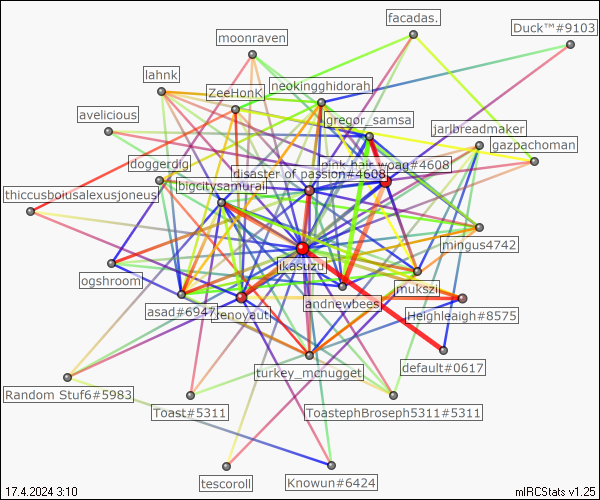 facadas.
Duck™#9103
moonraven
lahnk
neokingghidorah
ZeeHonK
avelicious
gregor_samsa
jarlbreadmaker
gazpachoman
doggerdig
pink hair woag#4608
disaster of passion#4608
bigcitysamurai
thiccusboiusalexusjoneus
mingus4742
ikasuzu
ogshroom
mukszi
andnewbees
asad#6947
kenoyaut
Heighleaigh#8575
default#0617
turkey_mcnugget
Random Stuf6#5983
Toast#5311
ToastephBroseph5311#5311
tescoroll
Knowun#6424
17.4.2024 3:10
mIRCStats v1.25